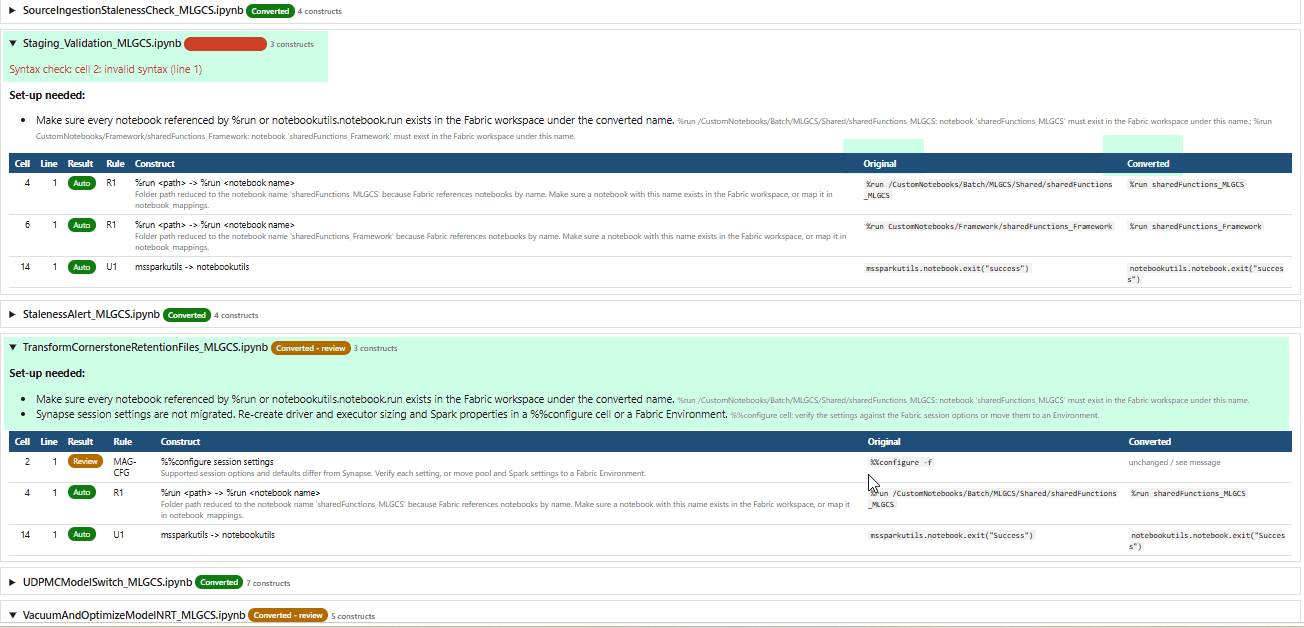 ▶ SourceIngestionStalenessCheck_MLGCS.ipynb Converted 4 constructs
▼ Staging_Validation_MLGCS.ipynb 3 constructs
Syntax check: cell 2: invalid syntax (line 1)
Set-up needed:
• Make sure every notebook referenced by %run or notebookutils.notebook.run exists in the Fabric workspace under the converted name. %run /CustomNotebooks/Batch/MLGCS/Shared/sharedFunctions_MLGCS: notebook 'sharedFunctions_MLGCS' must exist in the Fabric workspace under this name.; %run
CustomNotebooks/Framework/sharedFunctions_Framework: notebook 'sharedFunctions_Framework' must exist in the Fabric workspace under this name.
Cell Line Result Rule Construct Original Converted
4 1 Auto R1 %run <path> -> %run <notebook name> %run /CustomNotebooks/Batch/MLGCS/Shared/sharedFunctions %run sharedFunctions_MLGCS
Folder path reduced to the notebook name 'sharedFunctions_MLGCS' because Fabric references notebooks by name. Make sure a notebook with this name exists in the Fabric workspace, or map it in _MLGCS
notebook_mappings.
6 1 Auto R1 %run <path> -> %run <notebook name> %run CustomNotebooks/Framework/sharedFunctions_Framework %run sharedFunctions_Framework
Folder path reduced to the notebook name 'sharedFunctions_Framework' because Fabric references notebooks by name. Make sure a notebook with this name exists in the Fabric workspace, or map it in
notebook_mappings.
14 1 Auto U1 mssparkutils -> notebookutils mssparkutils.notebook.exit("success") notebookutils.notebook.exit("succes
s")
▶ StalenessAlert_MLGCS.ipynb Converted 4 constructs
▼ TransformCornerstoneRetentionFiles_MLGCS.ipynb Converted - review 3 constructs
Set-up needed:
• Make sure every notebook referenced by %run or notebookutils.notebook.run exists in the Fabric workspace under the converted name. %run /CustomNotebooks/Batch/MLGCS/Shared/sharedFunctions_MLGCS: notebook 'sharedFunctions_MLGCS' must exist in the Fabric workspace under this name.
• Synapse session settings are not migrated. Re-create driver and executor sizing and Spark properties in a %%configure cell or a Fabric Environment. %%configure cell: verify the settings against the Fabric session options or move them to an Environment.
Cell Line Result Rule Construct Original Converted
2 1 Review MAG- %%configure session settings %%configure -f unchanged / see message
CFG Supported session options and defaults differ from Synapse. Verify each setting, or move pool and Spark settings to a Fabric Environment.
4 1 Auto R1 %run <path> -> %run <notebook name> %run /CustomNotebooks/Batch/MLGCS/Shared/sharedFunctions %run sharedFunctions_MLGCS
Folder path reduced to the notebook name 'sharedFunctions_MLGCS' because Fabric references notebooks by name. Make sure a notebook with this name exists in the Fabric workspace, or map it _MLGCS
in notebook_mappings.
14 1 Auto U1 mssparkutils -> notebookutils mssparkutils.notebook.exit("Success") notebookutils.notebook.exit("Succes
s")
▶ UDPMCModelSwitch_MLGCS.ipynb Converted 7 constructs
▼ VacuumAndOptimizeModelNRT_MLGCS.ipynb Converted - review 5 constructs